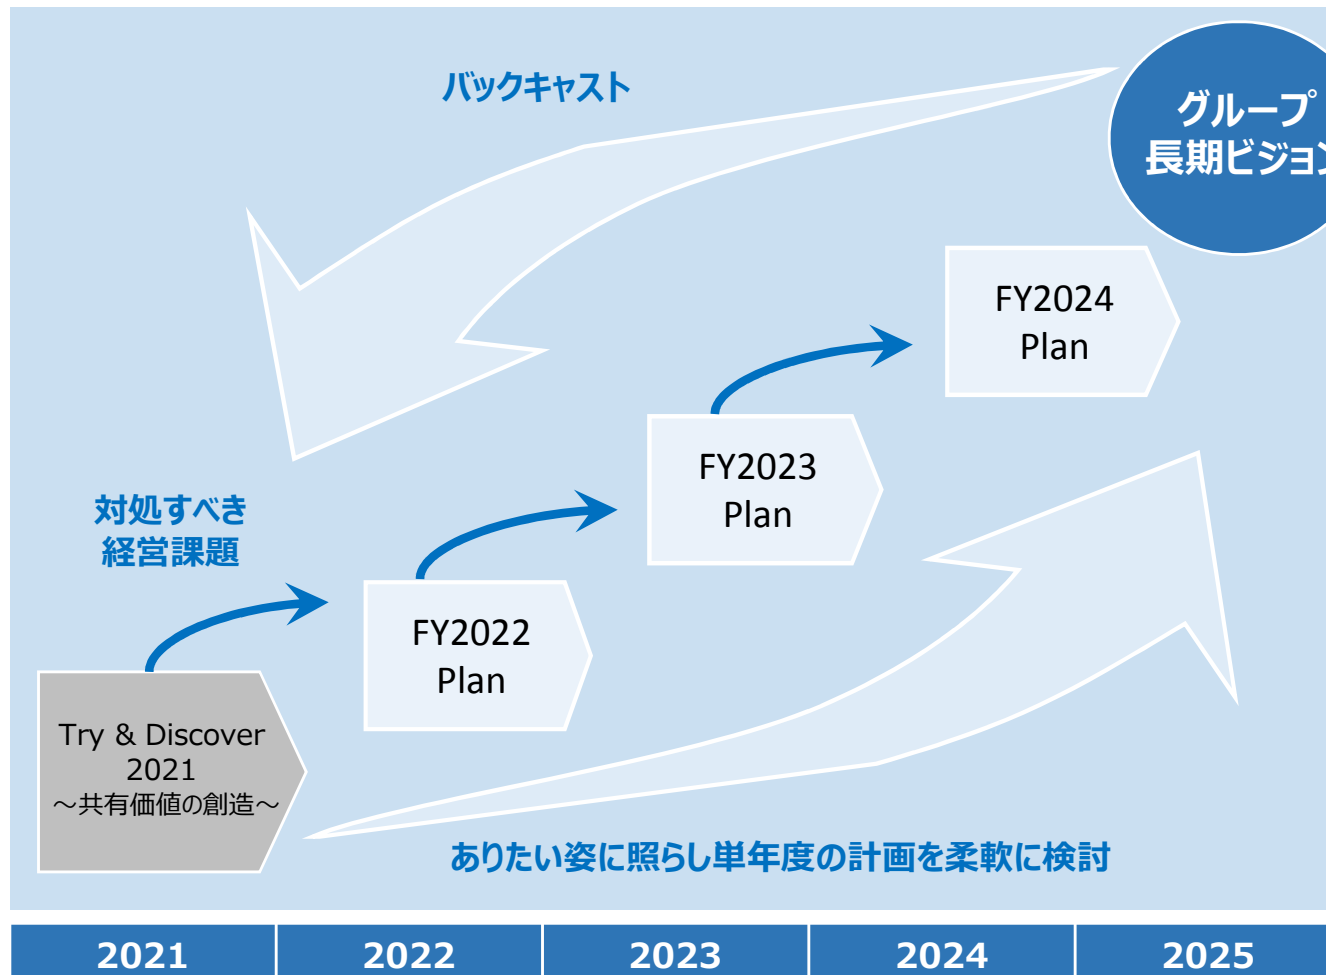 バックキャスト
グループ
長期ビジョン
FY2024
Plan
FY2023
Plan
対処すべき
経営課題
FY2022
Plan
Try & Discover
2021
～共有価値の創造～
ありたい姿に照らし単年度の計画を柔軟に検討
2021
2022
2023
2024
2025